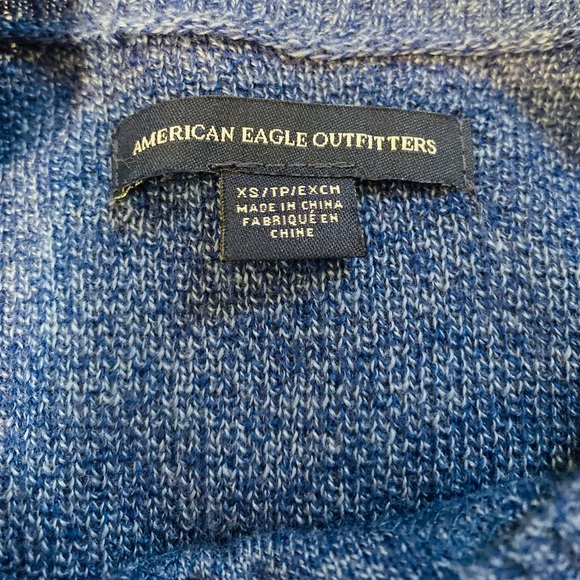 AMERICAN EAGLE OUTFITTERS
XS/TP/EXCH
MADE IN CHINA
FABRIQUÉ EN
CHINE